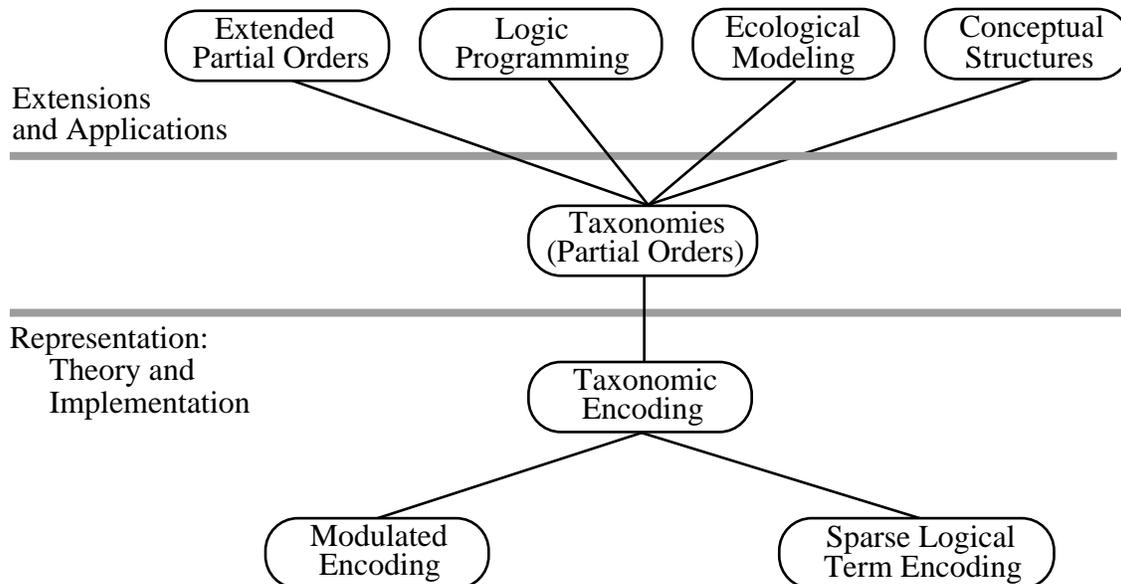 Extended
Partial Orders
Logic
Programming
Ecological
Modeling
Conceptual
Structures
Extensions
and Applications
Taxonomies
(Partial Orders)
Representation:
Theory and
Implementation
Taxonomic
Encoding
Modulated
Encoding
Sparse Logical
Term Encoding